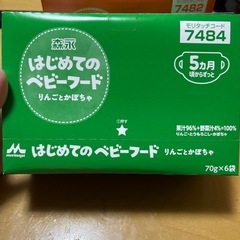 モリタッチコード
7484
森永
はじめての
ベビーフード
りんごとかぼちゃ
5ヵ月
頃からずっと
果汁96%+野菜汁4%=100%
morinaga
はじめてのベビーフード
りんごとかぼちゃ
70g×6袋
7482